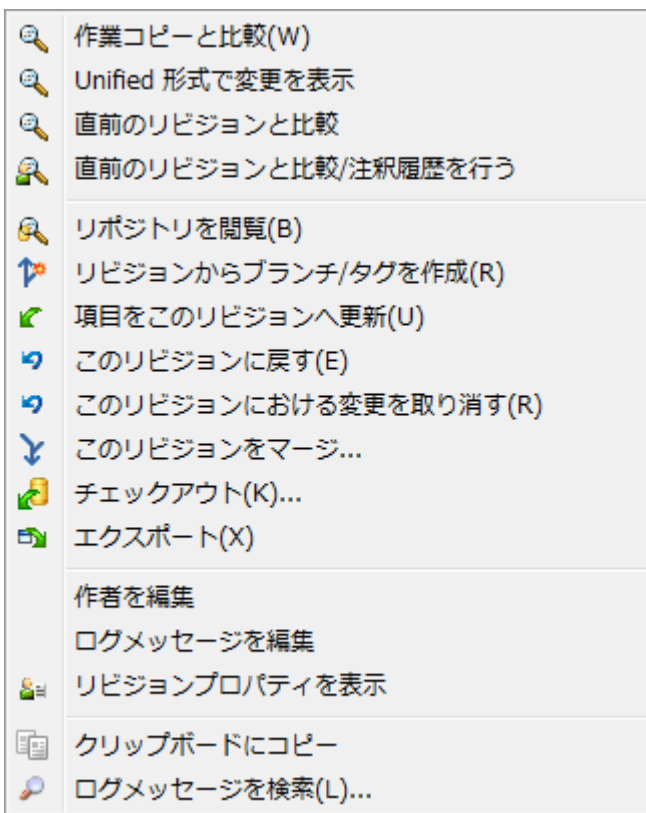 作業コピーと比較(W)
Unified 形式で変更を表示
直前のリビジョンと比較
直前のリビジョンと比較/注釈履歴を行う
リポジトリを閲覧(B)
リビジョンからブランチ/タグを作成(R)
項目をこのリビジョンへ更新(U)
このリビジョンに戻す(E)
このリビジョンにおける変更を取り消す(R)
このリビジョンをマージ...
チェックアウト(K)...
エクスポート(X)
作者を編集
ログメッセージを編集
リビジョンプロパティを表示
クリップボードにコピー
ログメッセージを検索(L)...